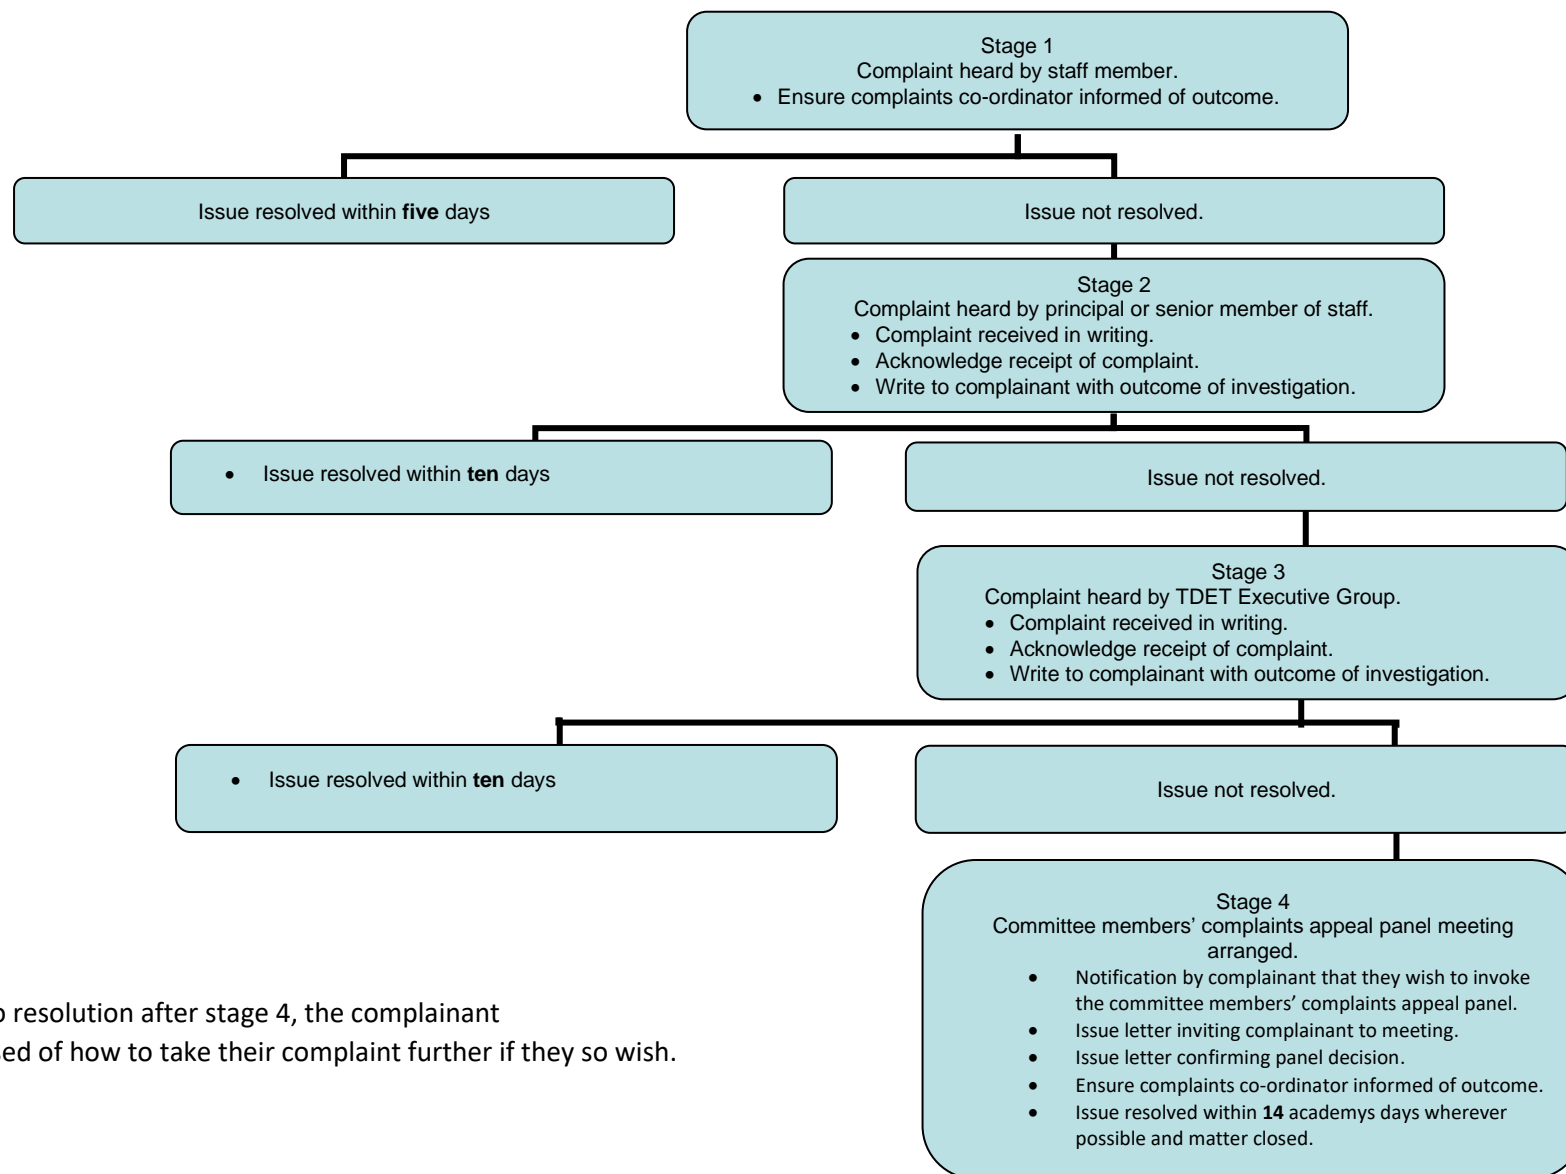 Stage 1
Complaint heard by staff member.
• Ensure complaints co-ordinator informed of outcome.
Issue resolved within five days
Issue not resolved.
Stage 2
Complaint heard by principal or senior member of staff.
• Complaint received in writing.
• Acknowledge receipt of complaint.
• Write to complainant with outcome of investigation.
• Issue resolved within ten days
Issue not resolved.
Stage 3
Complaint heard by TDET Executive Group.
• Complaint received in writing.
• Acknowledge receipt of complaint.
• Write to complainant with outcome of investigation.
• Issue resolved within ten days
Issue not resolved.
Stage 4
Committee members’ complaints appeal panel meeting
arranged.
• Notification by complainant that they wish to invoke
the committee members’ complaints appeal panel.
• Issue letter inviting complainant to meeting.
• Issue letter confirming panel decision.
• Ensure complaints co-ordinator informed of outcome.
• Issue resolved within 14 academys days wherever
possible and matter closed.
resolution after stage 4, the complainant
of how to take their complaint further if they so wish.